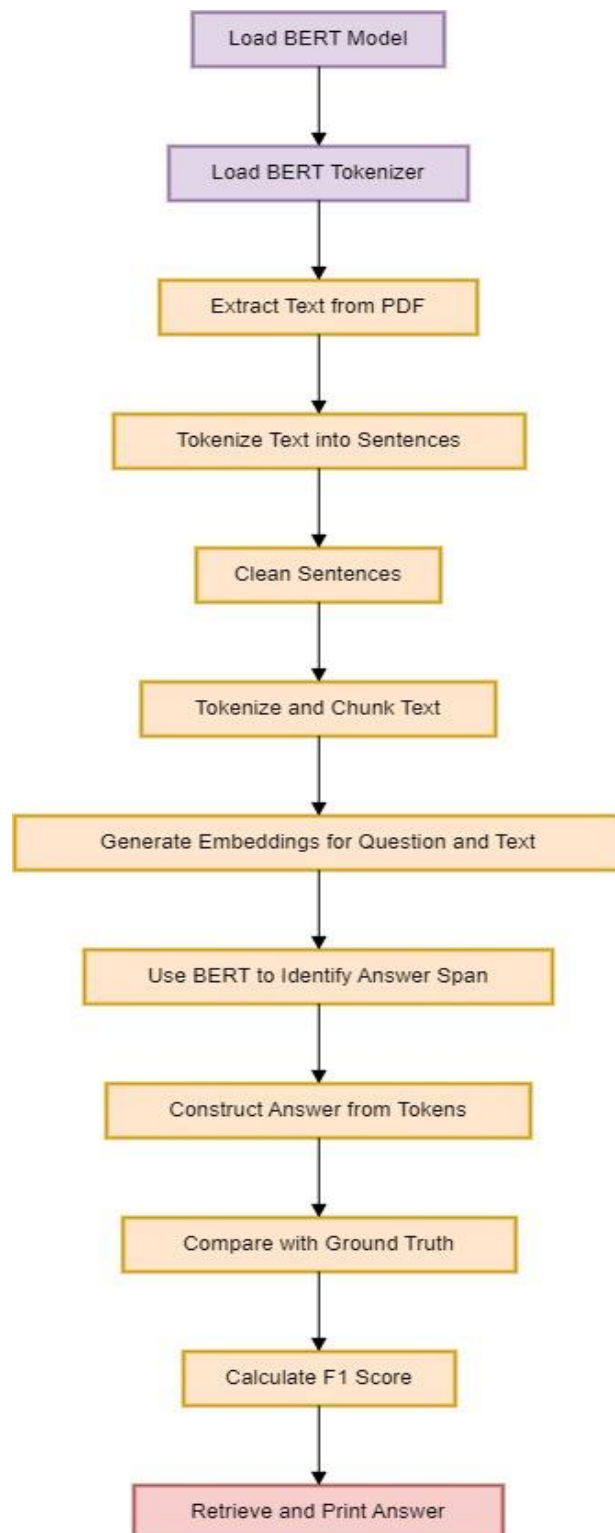 Load BERT Model
Load BERT Tokenizer
Extract Text from PDF
Tokenize Text into Sentences
Clean Sentences
Tokenize and Chunk Text
Generate Embeddings for Question and Text
Use BERT to Identify Answer Span
Construct Answer from Tokens
Compare with Ground Truth
Calculate F1 Score
Retrieve and Print Answer